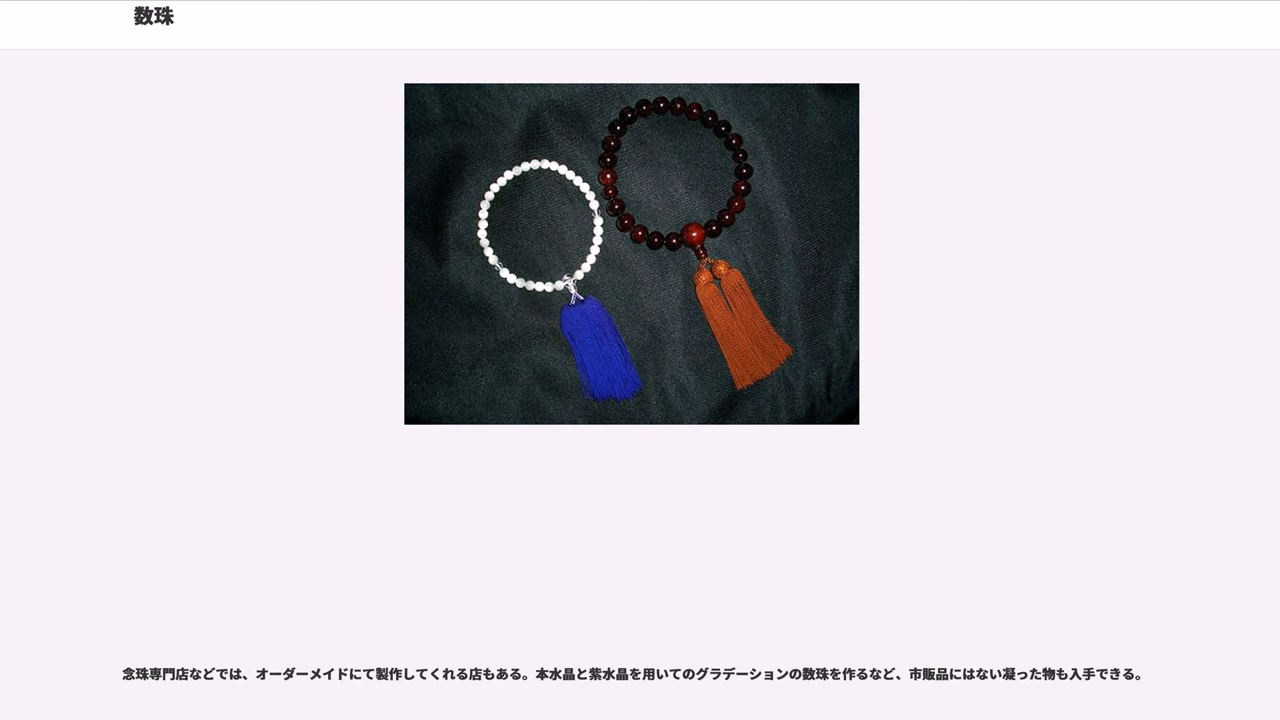 数珠
念珠専門店などでは、オーダーメイドにて製作してくれる店もある。本水晶と紫水晶を用いてのグラデーションの数珠を作るなど、市販品にはない凝った物も入手できる。